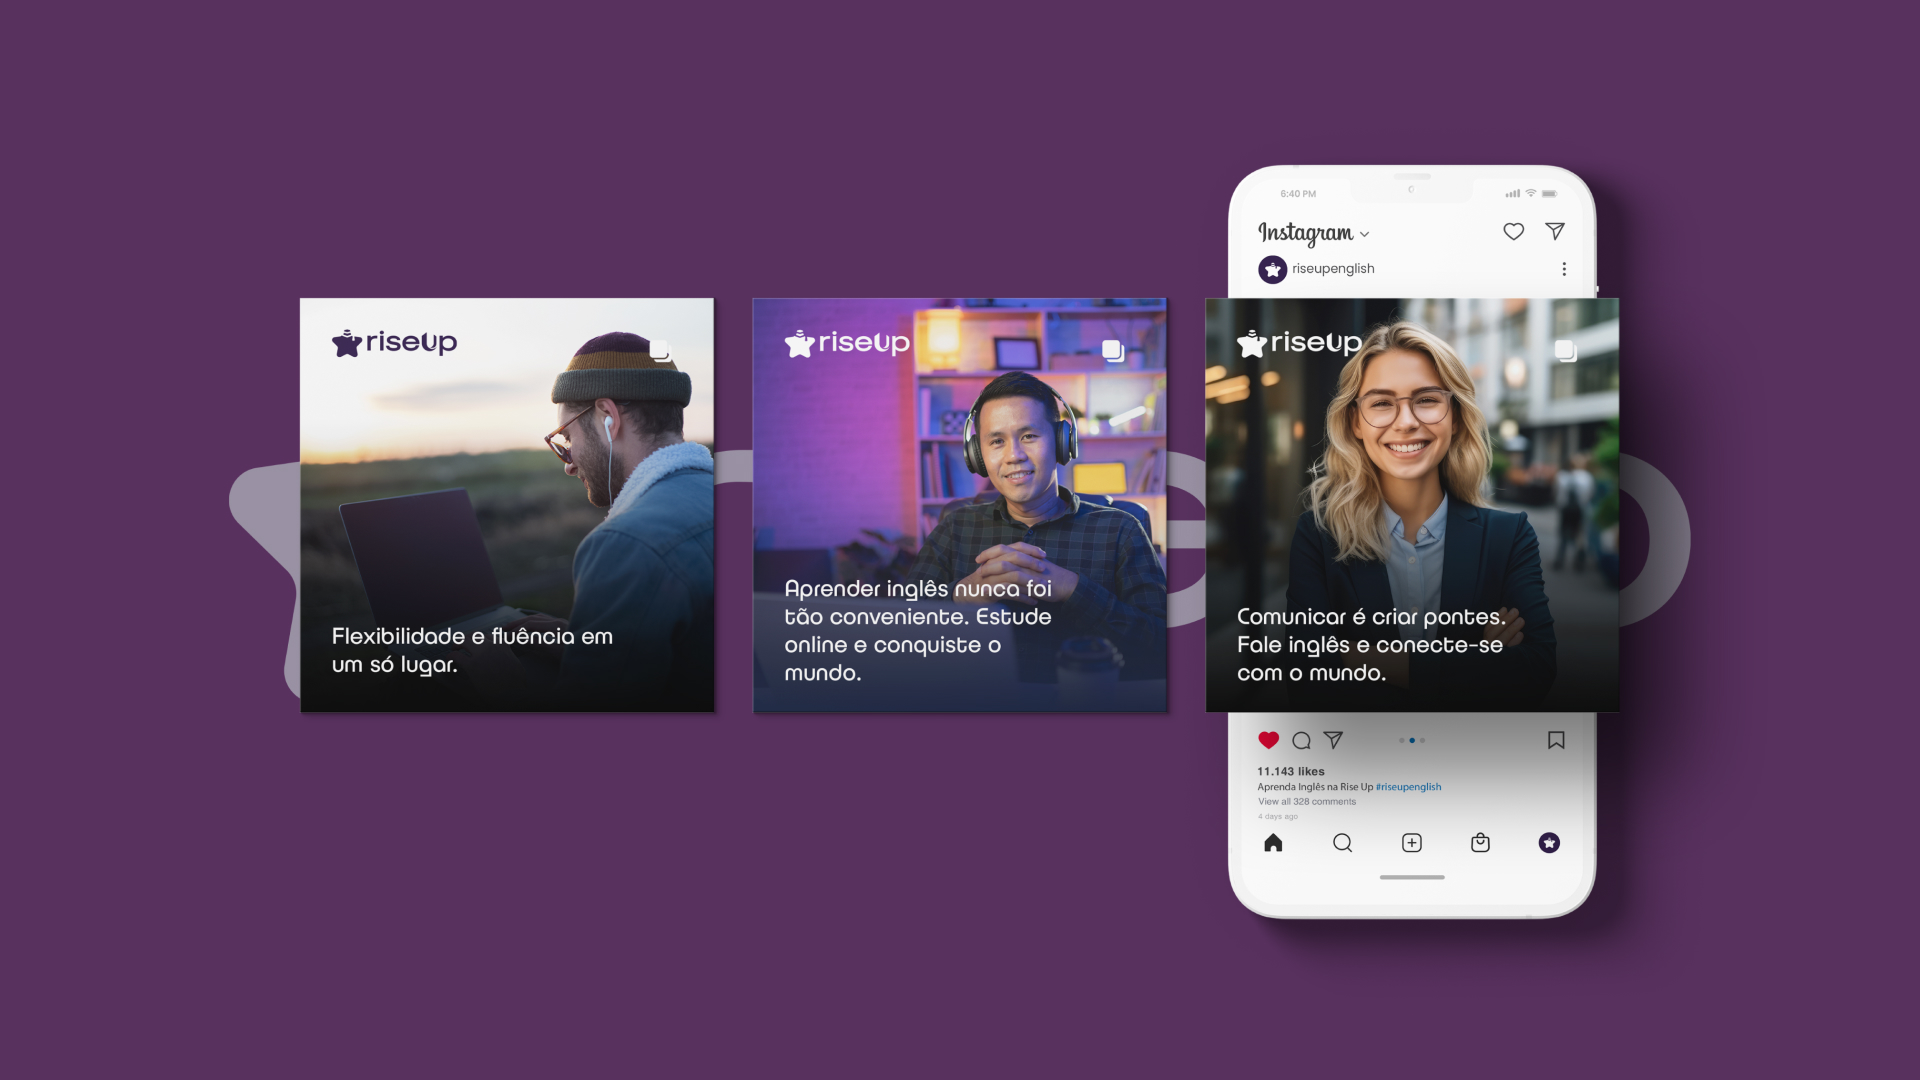 riseUp
Flexibilidade e fluência em
um só lugar.
riseUp
Aprender inglês nunca foi
tão conveniente. Estude
online e conquiste o
mundo.
6:40 PM
Instagram
riseupenglish
riseUp
Comunicar é criar pontes.
Fale inglês e conecte-se
com o mundo.
11.143 likes
Aprenda Inglês na Rise Up #riseupenglish
View all 328 comments
4 days ago